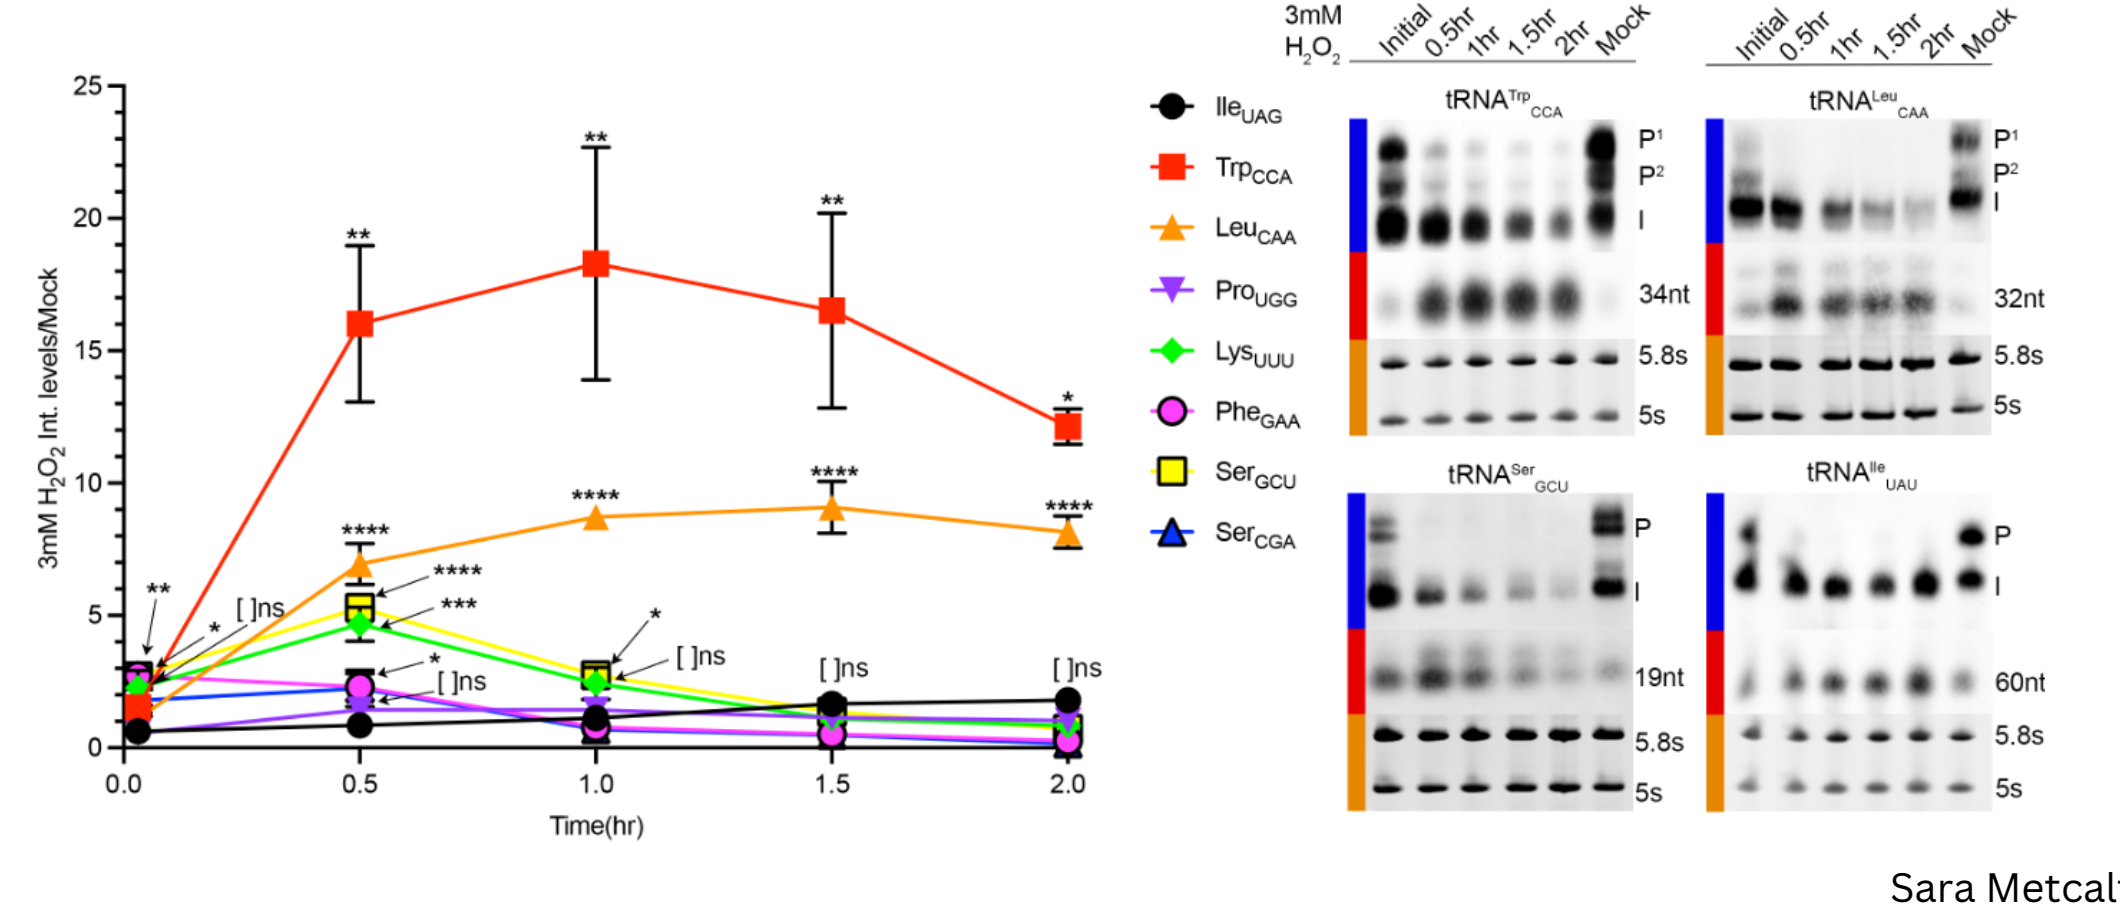 3mM H₂O₂ Int. levels/Mock
25
20
15
10
5
0
0.0 0.5 1.0 1.5 2.0
Time(hr)
** * []ns
**** **** *** * []ns
** **** * []ns
** **** []ns
* **** []ns
IleUAG
TrpCCA
LeuCAA
ProUGG
LysUUU
PheGAA
SerGCU
SerCGA
3mM
H₂O₂
Initial 0.5hr 1hr 1.5hr 2hr Mock
tRNATrpCCA
P¹
P²
I
34nt
5.8s
5s
Initial 0.5hr 1hr 1.5hr 2hr Mock
tRNALeuCAA
P¹
P²
I
32nt
5.8s
5s
tRNASerGCU
P
I
19nt
5.8s
5s
tRNAIleUAU
P
I
60nt
5.8s
5s
Sara